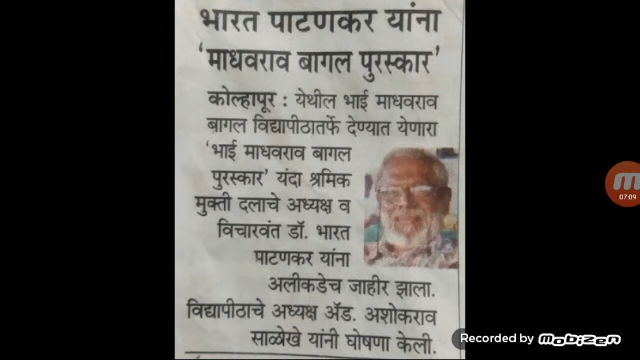 भारत पाटणकर यांना
'माधवराव बागल पुरस्कार'
कोल्हापूर : येथील भाई माधवराव
बागल विद्यापीठातर्फे देण्यात येणारा
'भाई माधवराव बागल
पुरस्कार' यंदा श्रमिक
मुक्ती दलाचे अध्यक्ष व
विचारवंत डॉ. भारत
पाटणकर यांना
अलीकडेच जाहीर झाला.
विद्यापीठाचे अध्यक्ष ॲड. अशोकराव
साळोखे यांनी घोषणा केली.
07:09
Recorded by mobizen